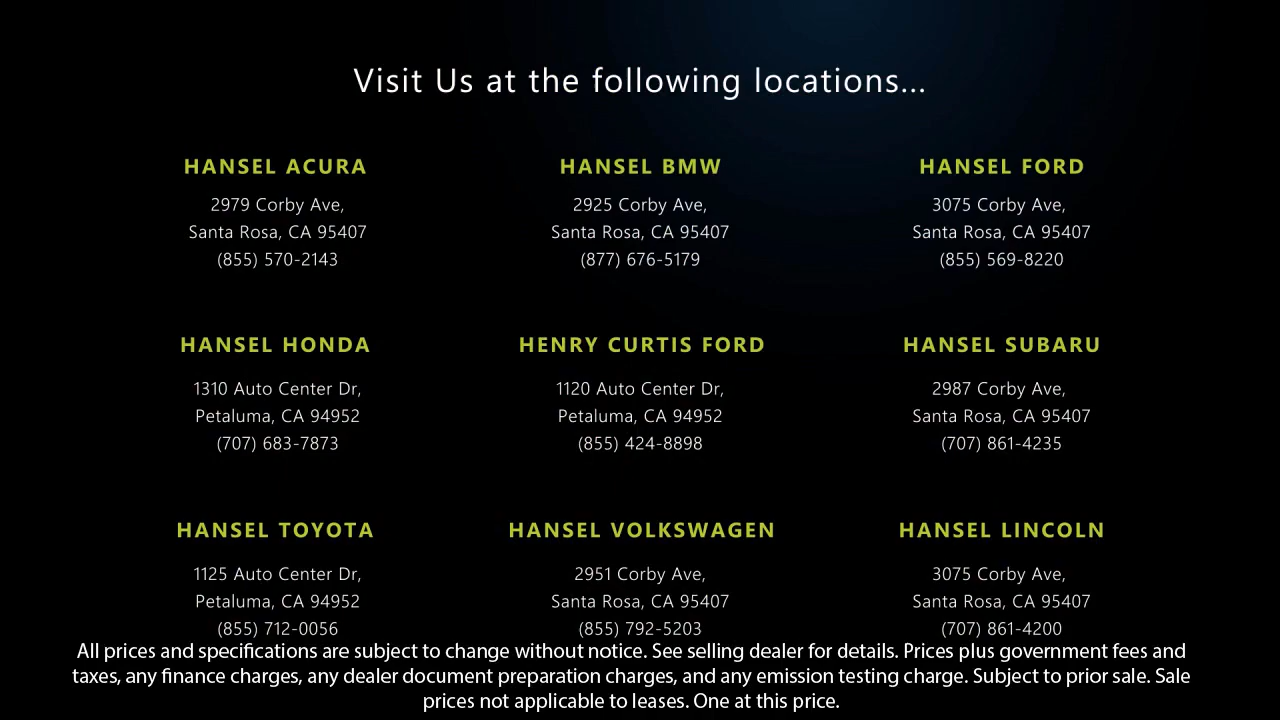 Visit Us at the following locations...
HANSEL ACURA
2979 Corby Ave,
Santa Rosa, CA 95407
(855) 570-2143
HANSEL BMW
2925 Corby Ave,
Santa Rosa, CA 95407
(877) 676-5179
HANSEL FORD
3075 Corby Ave,
Santa Rosa, CA 95407
(855) 569-8220
HANSEL HONDA
1310 Auto Center Dr,
Petaluma, CA 94952
(707) 683-7873
HENRY CURTIS FORD
1120 Auto Center Dr,
Petaluma, CA 94952
(855) 424-8898
HANSEL SUBARU
2987 Corby Ave,
Santa Rosa, CA 95407
(707) 861-4235
HANSEL TOYOTA
1125 Auto Center Dr,
Petaluma, CA 94952
(855) 712-0056
HANSEL VOLKSWAGEN
2951 Corby Ave,
Santa Rosa, CA 95407
(855) 792-5203
HANSEL LINCOLN
3075 Corby Ave,
Santa Rosa, CA 95407
(707) 861-4200
All prices and specifications are subject to change without notice. See selling dealer for details. Prices plus government fees and
taxes, any finance charges, any dealer document preparation charges, and any emission testing charge. Subject to prior sale. Sale
prices not applicable to leases. One at this price.